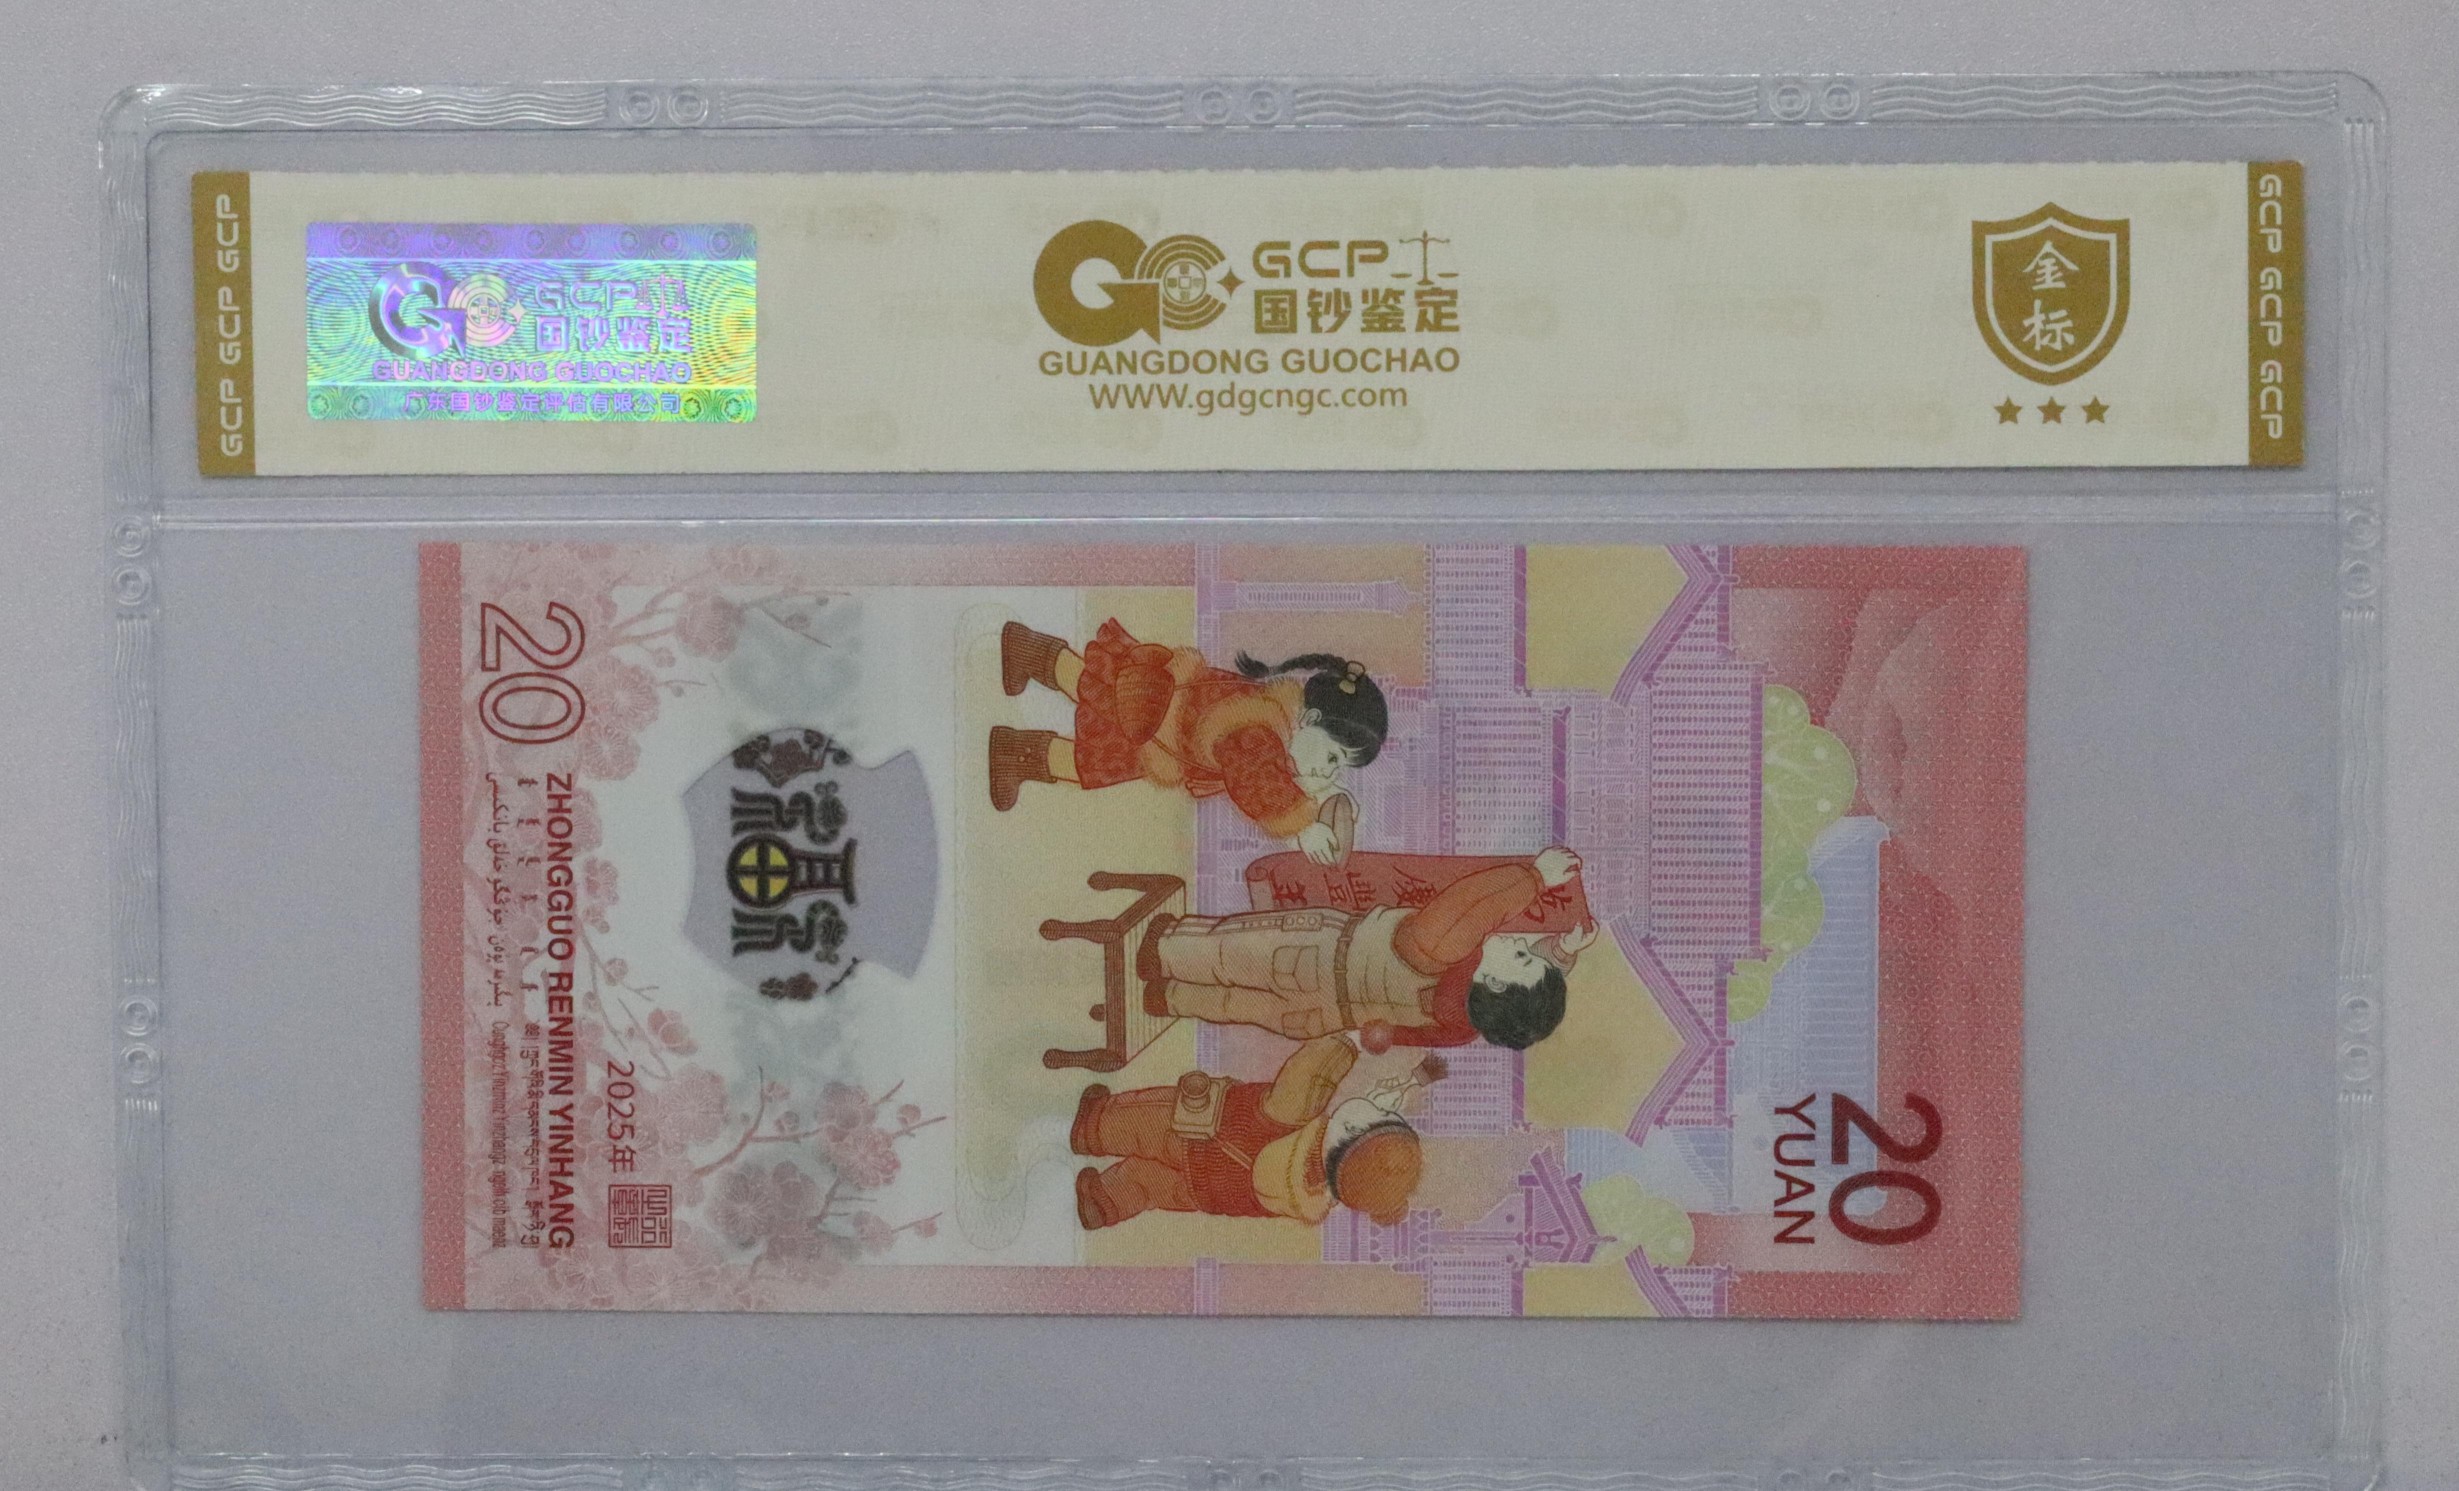 GCP GCP GCP
GCP
国钞鉴定
GUANGDONG GUOCHAO
广东国钞鉴定评估有限公司
GCP
国钞鉴定
GUANGDONG GUOCHAO
WWW.gdgcngc.com
金
标
GCP GCP GCP
20
YUAN
2025年
20
ZHONGGUO RENMIN YINHANG